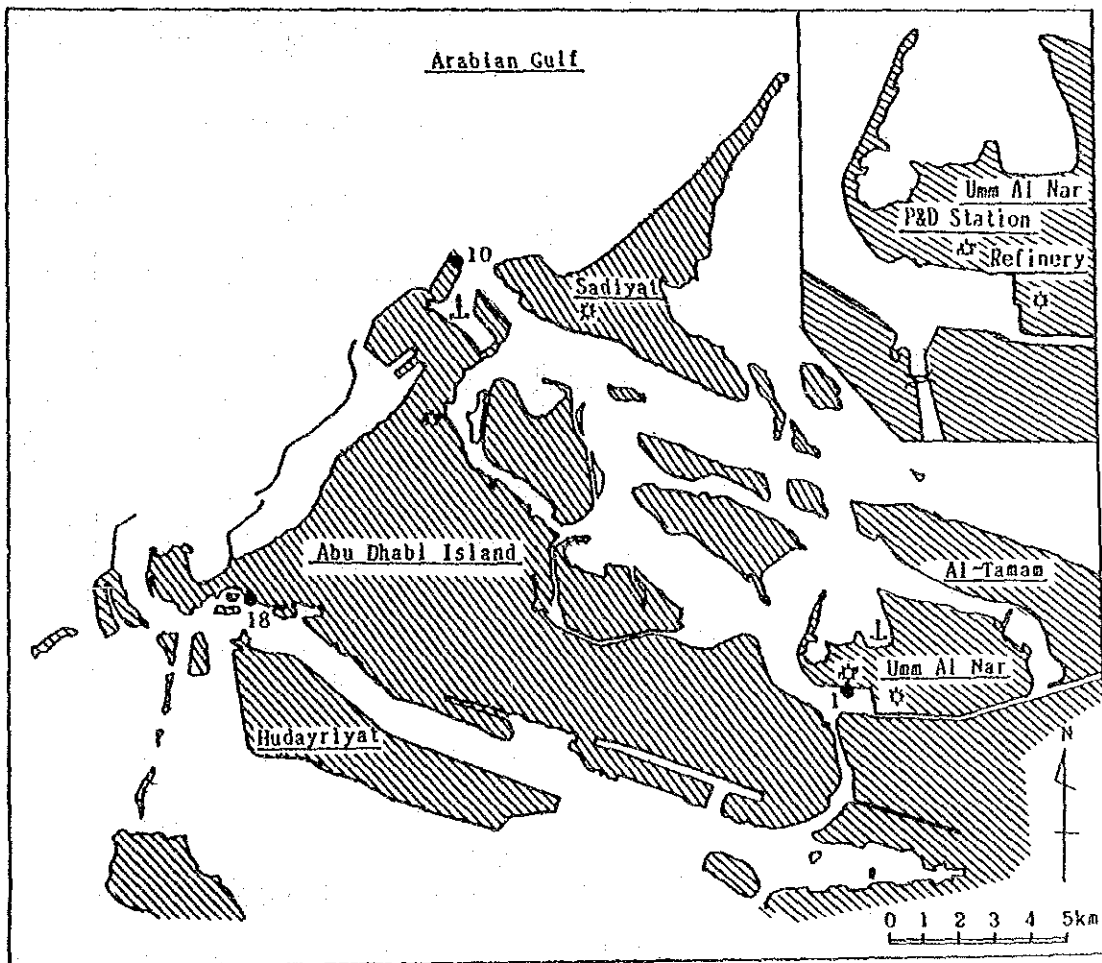 Arabian Gulf
Umm Al Nar
P&D Station
Refinery
10
Sadiyat
Abu Dhabi Island
Al-Tamam
18
Umm Al Nar
1
Hudayriyat
N
0 1 2 3 4 5km